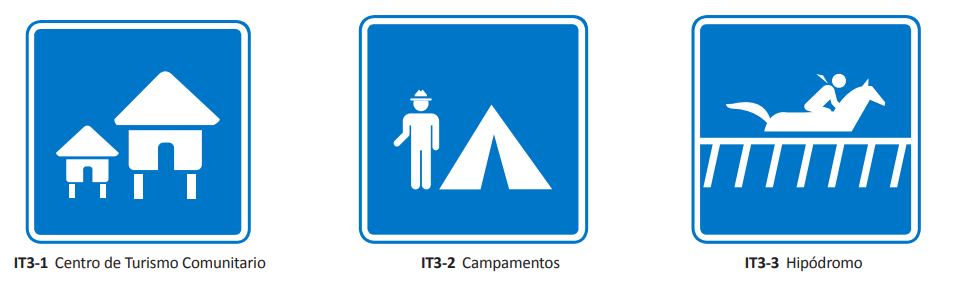 IT3-1 Centro de Turismo Comunitario
IT3-2 Campamentos
IT3-3 Hipódromo